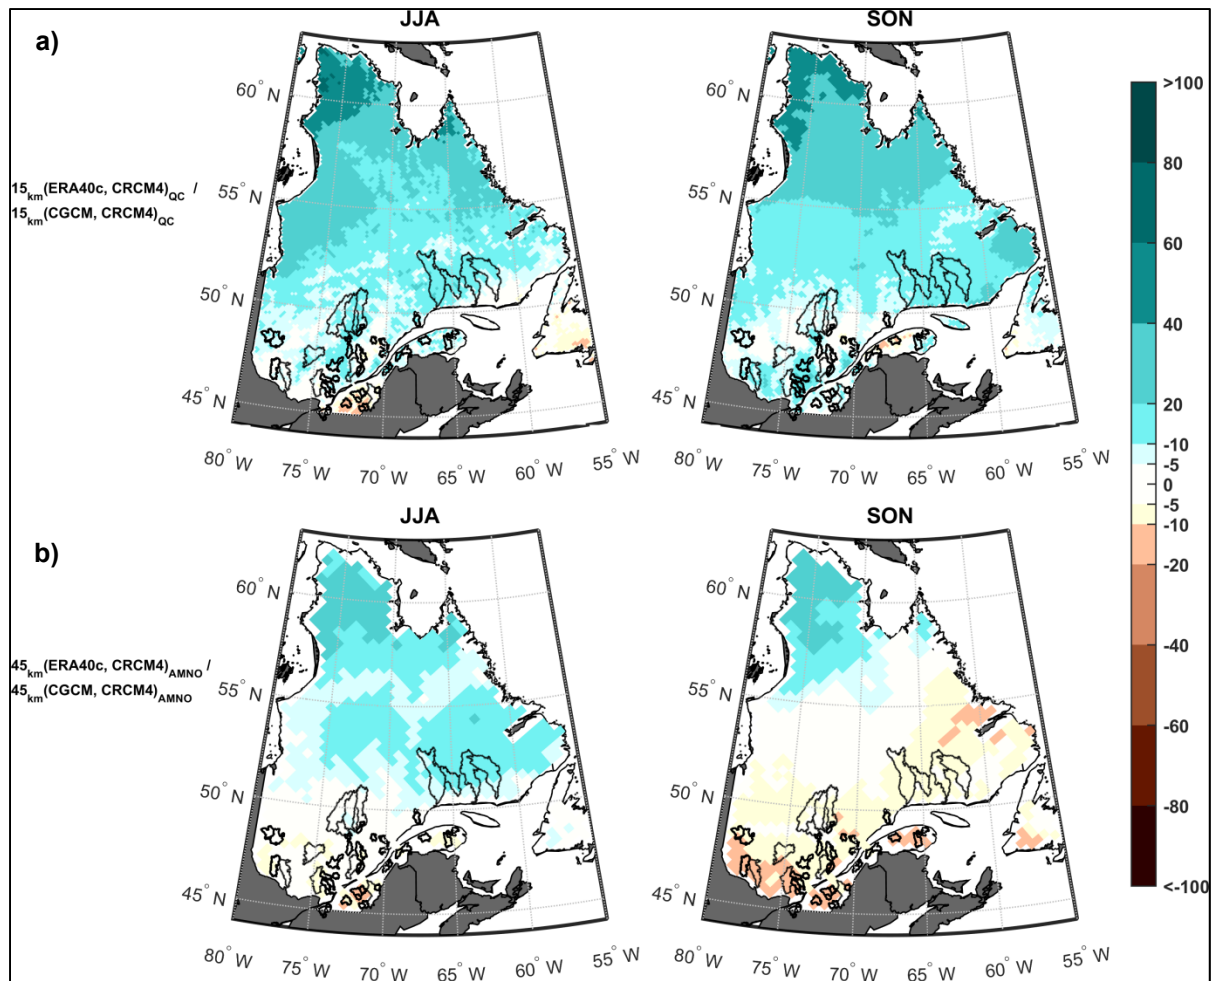 JJA
SON
a)
60° N
55° N
50° N
45° N
80° W
75° W
70° W
65° W
60° W
55° W
60° N
55° N
50° N
45° N
80° W
75° W
70° W
65° W
60° W
55° W
15km(ERA40c, CRCM4)QC /
15km(CGCM, CRCM4)QC
>100
80
60
40
20
-10
-5
0
-5
-10
-20
-40
-60
-80
<-100
JJA
SON
b)
60° N
55° N
50° N
45° N
80° W
75° W
70° W
65° W
60° W
55° W
60° N
55° N
50° N
45° N
80° W
75° W
70° W
65° W
60° W
55° W
45km(ERA40c, CRCM4)AMNO /
45km(CGCM, CRCM4)AMNO